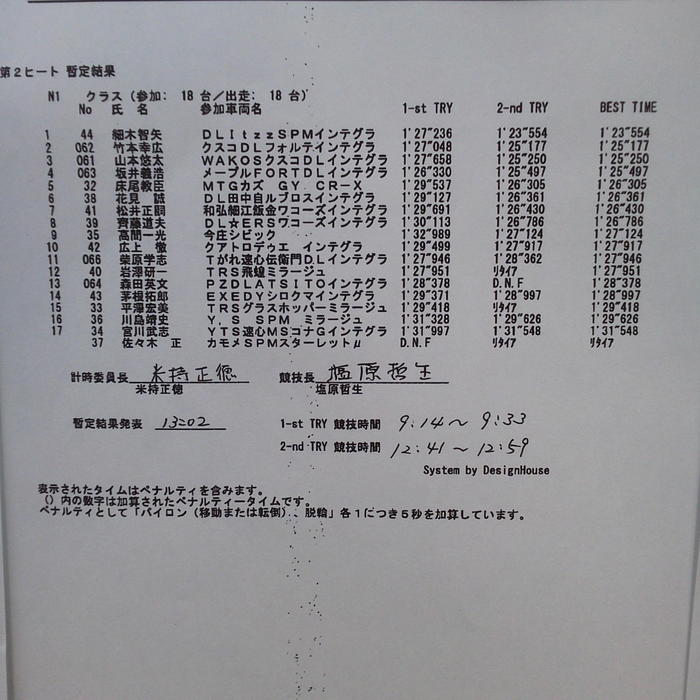 第2ヒート 暫定結果
N1 クラス (参加: 18 台/出走: 18 台)
No 氏 名 参加車両名 1-st TRY 2-nd TRY BEST TIME
1 44 細木智矢 DLItzzSPMインテグラ 1'27"236 1'23"554 1'23"554
2 062 竹本幸広 クスコDLフォルテインテグラ 1'27"048 1'25"177 1'25"177
3 061 山本悠太 WAKOSクスコDLインテグラ 1'27"658 1'25"250 1'25"250
4 063 坂井義浩 メープルFORTDLインテグラ 1'26"330 1'25"497 1'25"497
5 32 床尾教臣 MTGカズ GY CR-X 1'29"537 1'26"305 1'26"305
6 38 花見 誠 DL田中自ルブロスインテグラ 1'29"127 1'26"361 1'26"361
7 41 松井正嗣 和弘細江鈑金ワコーズインテグラ 1'29"691 1'26"430 1'26"430
8 39 齊藤道夫 DL☆ERSワコーズインテグラ 1'30"113 1'26"786 1'26"786
9 35 高間一光 今庄シビック 1'32"989 1'27"124 1'27"124
10 42 広上 徹 クアトロデゥエ インテグラ 1'29"499 1'27"917 1'27"917
11 066 柴原学志 Tがれ速心伝衛門D.Lインテグラ 1'27"946 1'28"362 1'27"946
12 40 岩澤研一 TRS飛蝗ミラージュ 1'27"951 リタイア 1'27"951
13 064 森田英文 PZDLATSITOインテグラ 1'28"378 D.N.F 1'28"378
14 43 茅根拓郎 EXEDYシロクマインテグラ 1'29"371 1'28"997 1'28"997
15 33 平澤宏美 TRSグラスホッパーミラージュ 1'29"418 リタイア 1'29"418
16 36 川島靖史 Y,S SPM ミラージュ 1'31"328 1'29"626 1'29"626
17 34 宮川武志 YTS速心MSゴナGインテグラ 1'31"997 1'31"548 1'31"548
37 佐々木 正 カモメSPMスターレットμ D.N.F リタイア リタイア
計時委員長 米持正徳 競技長 塩原哲生
米持正徳 塩原哲生
暫定結果発表 13:02 1-st TRY 競技時間 9:14〜9:33
2-nd TRY 競技時間 12:41〜12:59
System by DesignHouse
表示されたタイムはペナルティを含みます。
()内の数字は加算されたペナルティータイムです。
ペナルティとして「パイロン(移動または転倒)、脱輪」各1につき5秒を加算しています。